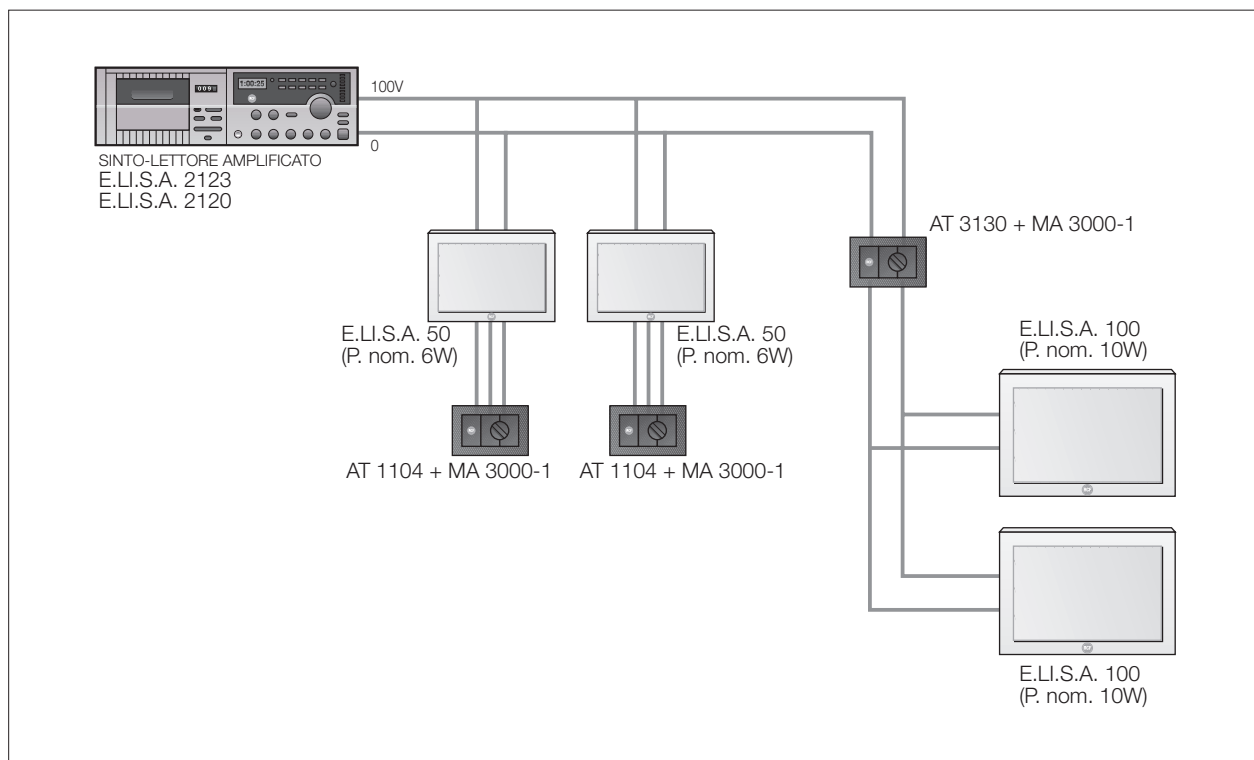 100V
0
SINTO-LETTORE AMPLIFICATO
E.LI.S.A. 2123
E.LI.S.A. 2120
AT 3130 + MA 3000-1
E.LI.S.A. 50
(P. nom. 6W)
E.LI.S.A. 50
(P. nom. 6W)
E.LI.S.A. 100
(P. nom. 10W)
AT 1104 + MA 3000-1
AT 1104 + MA 3000-1
E.LI.S.A. 100
(P. nom. 10W)